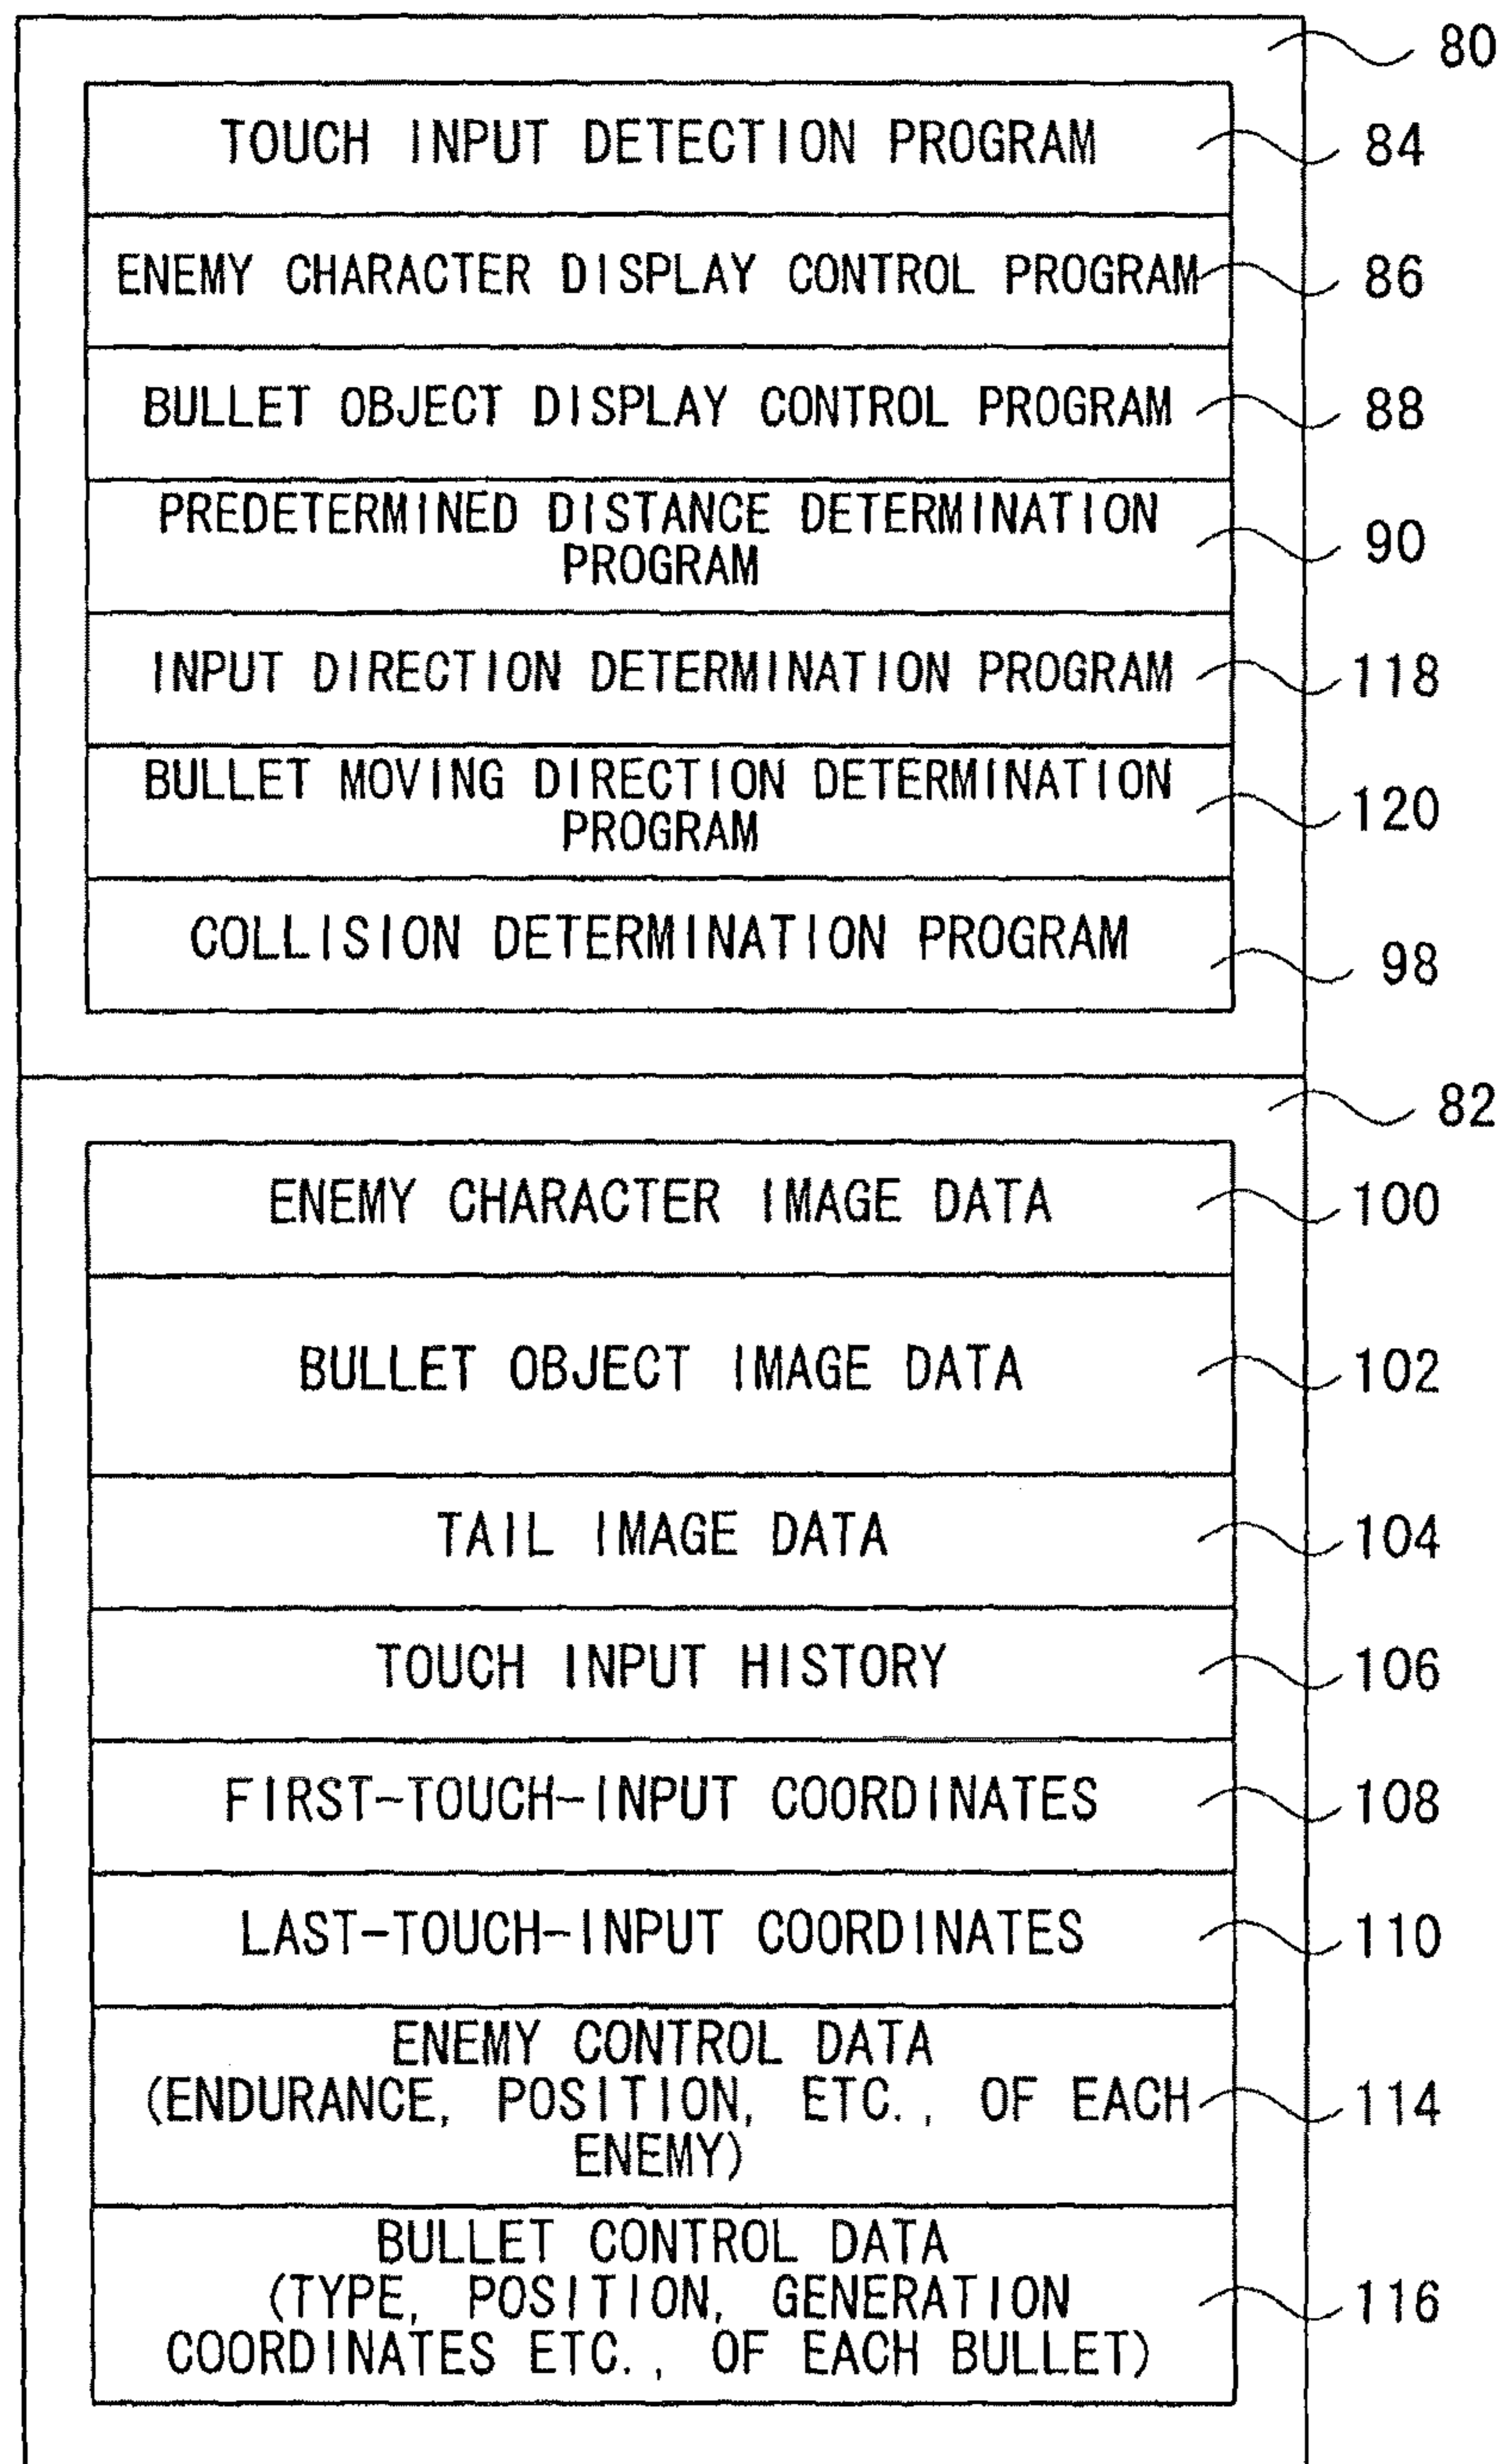 80
TOUCH INPUT DETECTION PROGRAM 84
ENEMY CHARACTER DISPLAY CONTROL PROGRAM 86
BULLET OBJECT DISPLAY CONTROL PROGRAM 88
PREDETERMINED DISTANCE DETERMINATION
PROGRAM 90
INPUT DIRECTION DETERMINATION PROGRAM 118
BULLET MOVING DIRECTION DETERMINATION
PROGRAM 120
COLLISION DETERMINATION PROGRAM 98
82
ENEMY CHARACTER IMAGE DATA 100
BULLET OBJECT IMAGE DATA 102
TAIL IMAGE DATA 104
TOUCH INPUT HISTORY 106
FIRST-TOUCH-INPUT COORDINATES 108
LAST-TOUCH-INPUT COORDINATES 110
ENEMY CONTROL DATA
(ENDURANCE, POSITION, ETC., OF EACH 114
ENEMY)
BULLET CONTROL DATA
(TYPE, POSITION, GENERATION 116
COORDINATES ETC., OF EACH BULLET)